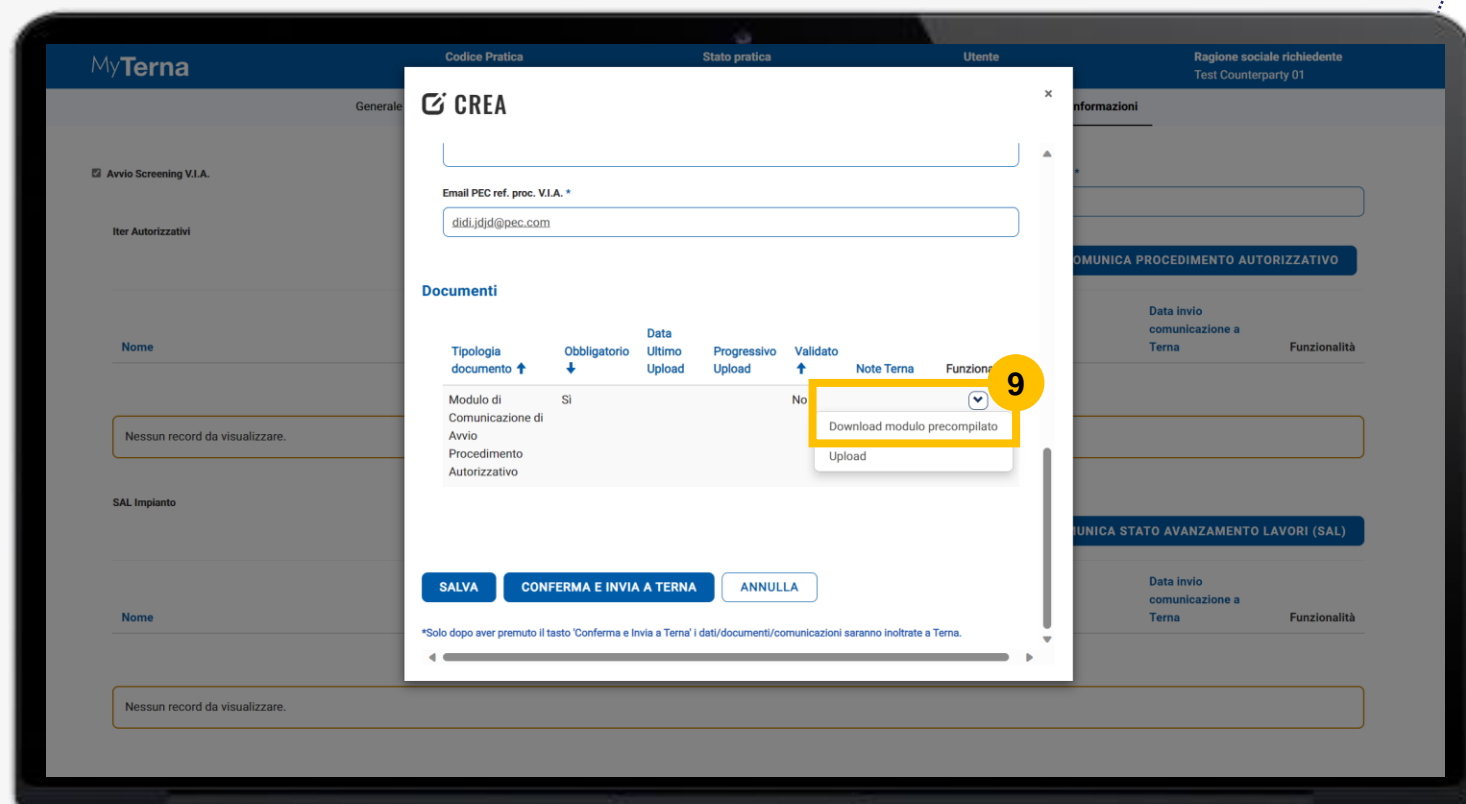 MyTerna
Codice Pratica
Stato pratica
Utente
Ragione sociale richiedente
Test Counterparty 01
Generale
nformazioni
CREA
×
Avvio Screening V.I.A.
*
Email PEC ref. proc. V.I.A. *
didi.jdjd@pec.com
Iter Autorizzativi
OMUNICA PROCEDIMENTO AUTORIZZATIVO
Documenti
Nome
Data invio
comunicazione a
Terna
Funzionalità
Tipologia
documento
Obbligatorio
Data
Ultimo
Upload
Progressivo
Upload
Validato
Note Terna
Funziona
9
Modulo di
Comunicazione di
Avvio
Procedimento
Autorizzativo
Sì
No
Download modulo precompilato
Upload
Nessun record da visualizzare.
SAL Impianto
UNICA STATO AVANZAMENTO LAVORI (SAL)
SALVA
CONFERMA E INVIA A TERNA
ANNULLA
Nome
Data invio
comunicazione a
Terna
Funzionalità
*Solo dopo aver premuto il tasto 'Conferma e Invia a Terna' i dati/documenti/comunicazioni saranno inoltrate a Terna.
Nessun record da visualizzare.